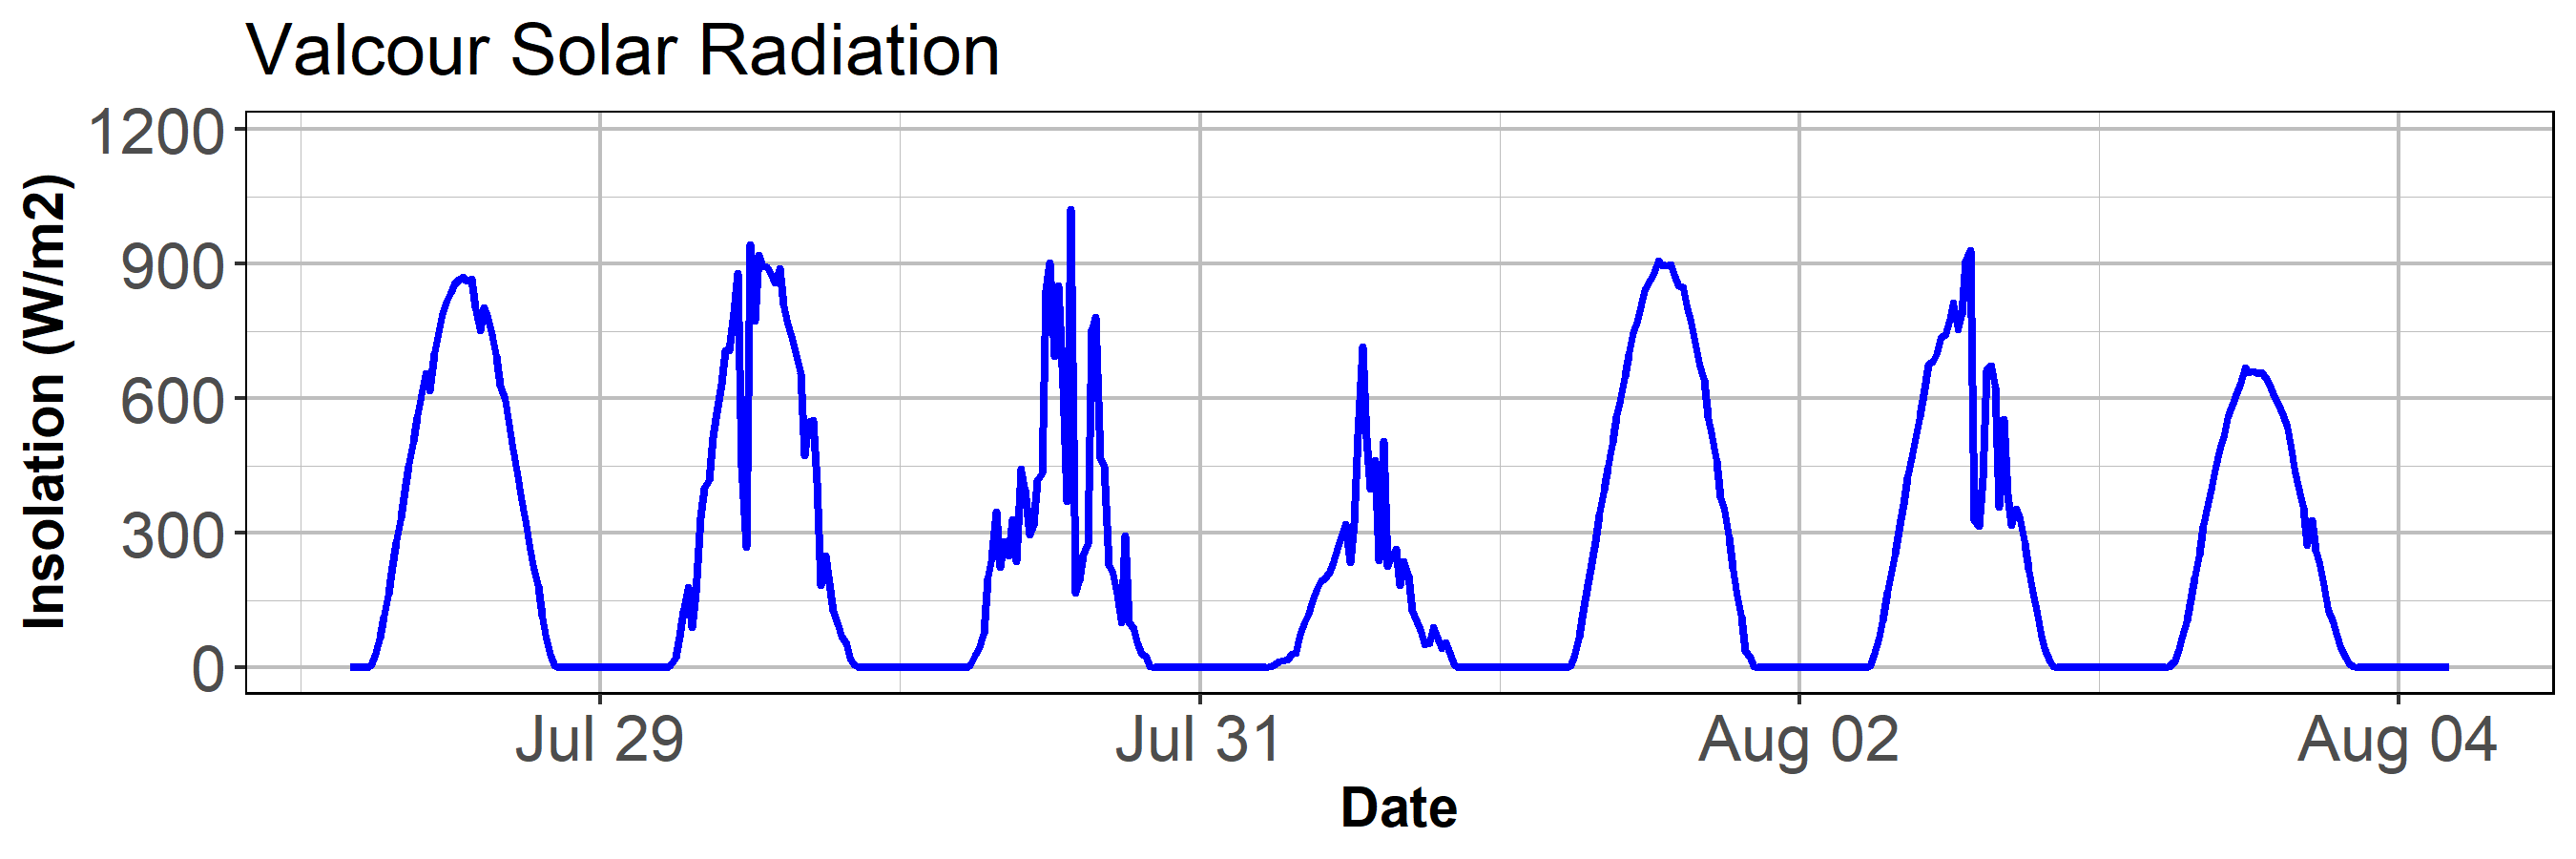 Valcour Solar Radiation
Insolation (W/m2)
1200
900
600
300
0
Jul 29
Jul 31
Aug 02
Aug 04
Date